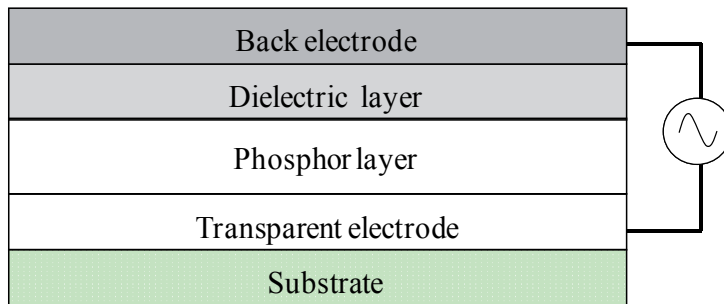 Back electrode
Dielectric layer
Phosphor layer
Transparent electrode
Substrate